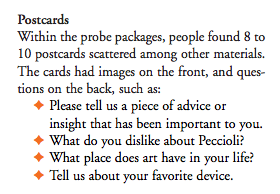 Postcards
Within the probe packages, people found 8 to
10 postcards scattered among other materials.
The cards had images on the front, and ques-
tions on the back, such as:
✦ Please tell us a piece of advice or
insight that has been important to you.
✦ What do you dislike about Peccioli?
✦ What place does art have in your life?
✦ Tell us about your favorite device.